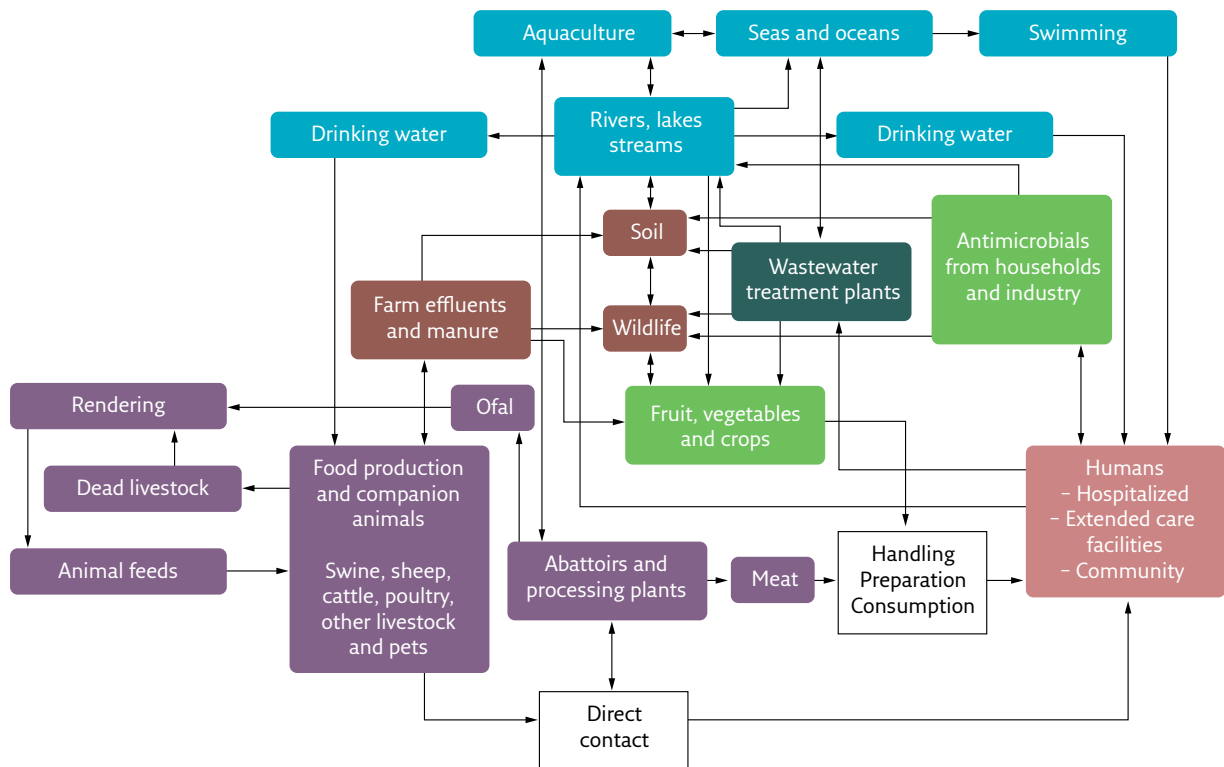 Aquaculture
Seas and oceans
Swimming
Drinking water
Rivers, lakes
streams
Drinking water
Soil
Antimicrobials
from households
and industry
Wastewater
treatment plants
Farm effluents
and manure
Wildlife
Rendering
Ofal
Fruit, vegetables
and crops
Dead livestock
Food production
and companion
animals
Swine, sheep,
cattle, poultry,
other livestock
and pets
Humans
– Hospitalized
– Extended care
facilities
– Community
Animal feeds
Abattoirs and
processing plants
Meat
Handling
Preparation
Consumption
Direct
contact